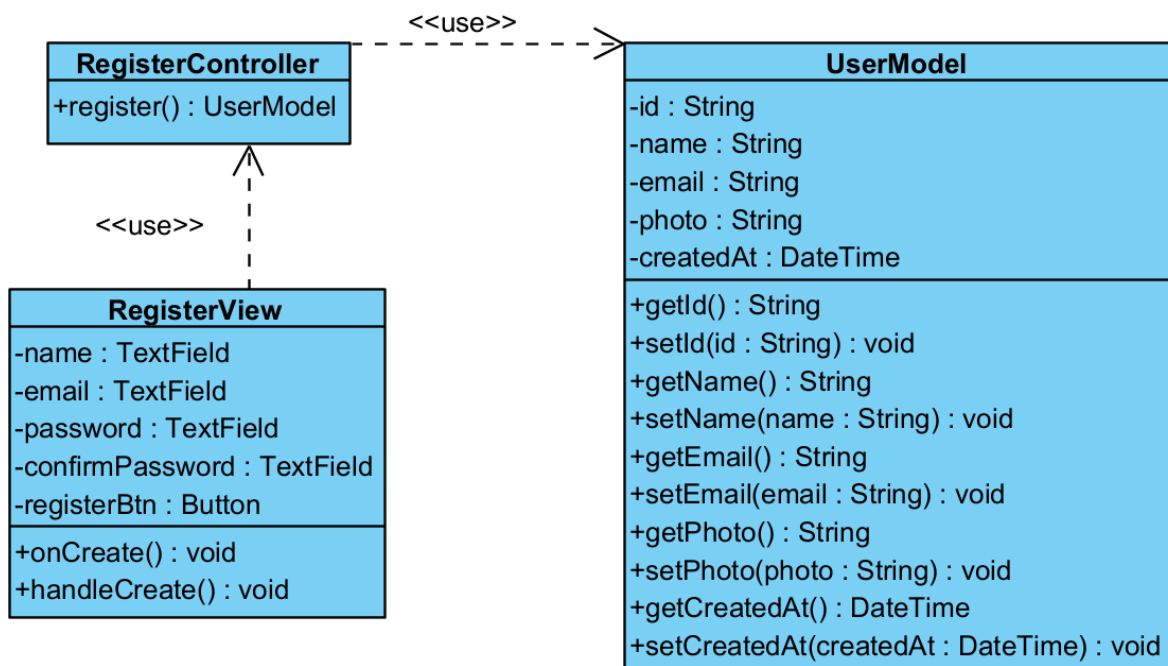 <<use>>
RegisterController
+register() : UserModel
<<use>>
RegisterView
-name : TextField
-email : TextField
-password : TextField
-confirmPassword : TextField
-registerBtn : Button
+onCreate() : void
+handleCreate() : void
UserModel
-id : String
-name : String
-email : String
-photo : String
-createdAt : DateTime
+getId() : String
+setId(id : String) : void
+getName() : String
+setName(name : String) : void
+getEmail() : String
+setEmail(email : String) : void
+getPhoto() : String
+setPhoto(photo : String) : void
+getCreatedAt() : DateTime
+setCreatedAt(createdAt : DateTime) : void